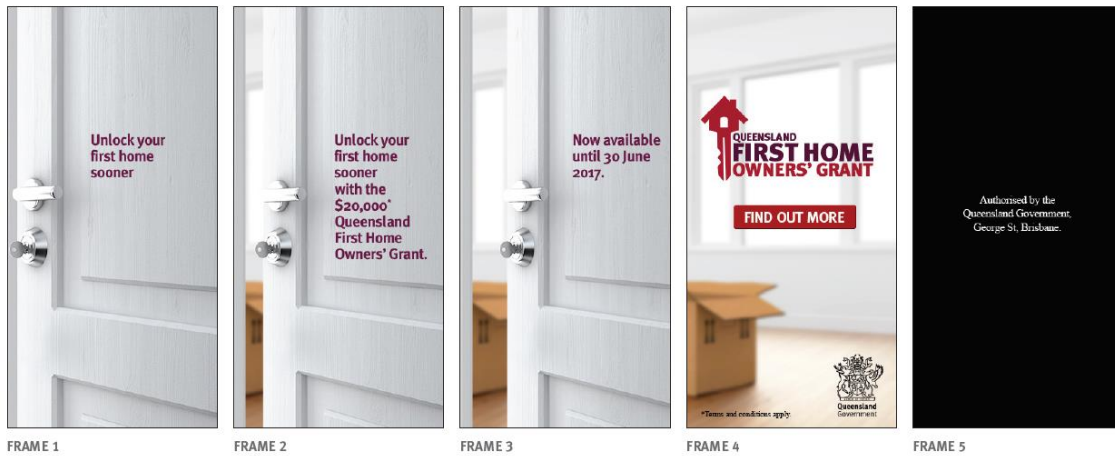 Unlock your
first home
sooner
Unlock your
first home
sooner
with the
$20,000*
Queensland
First Home
Owners' Grant.
Now available
until 30 June
2017.
QUEENSLAND
FIRST HOME
OWNERS' GRANT
FIND OUT MORE
*Terms and conditions apply.
Queensland
Government
Authorised by the
Queensland Government,
George St, Brisbane.
FRAME 1
FRAME 2
FRAME 3
FRAME 4
FRAME 5